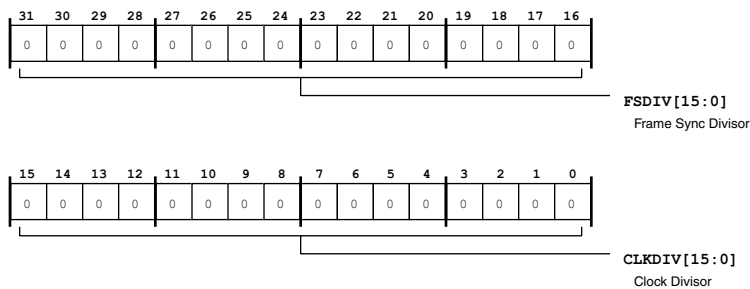 31 30 29 28 27 26 25 24 23 22 21 20 19 18 17 16
0 0 0 0 0 0 0 0 0 0 0 0 0 0 0 0
FSDIV[15:0]
Frame Sync Divisor
15 14 13 12 11 10 9 8 7 6 5 4 3 2 1 0
0 0 0 0 0 0 0 0 0 0 0 0 0 0 0 0
CLKDIV[15:0]
Clock Divisor